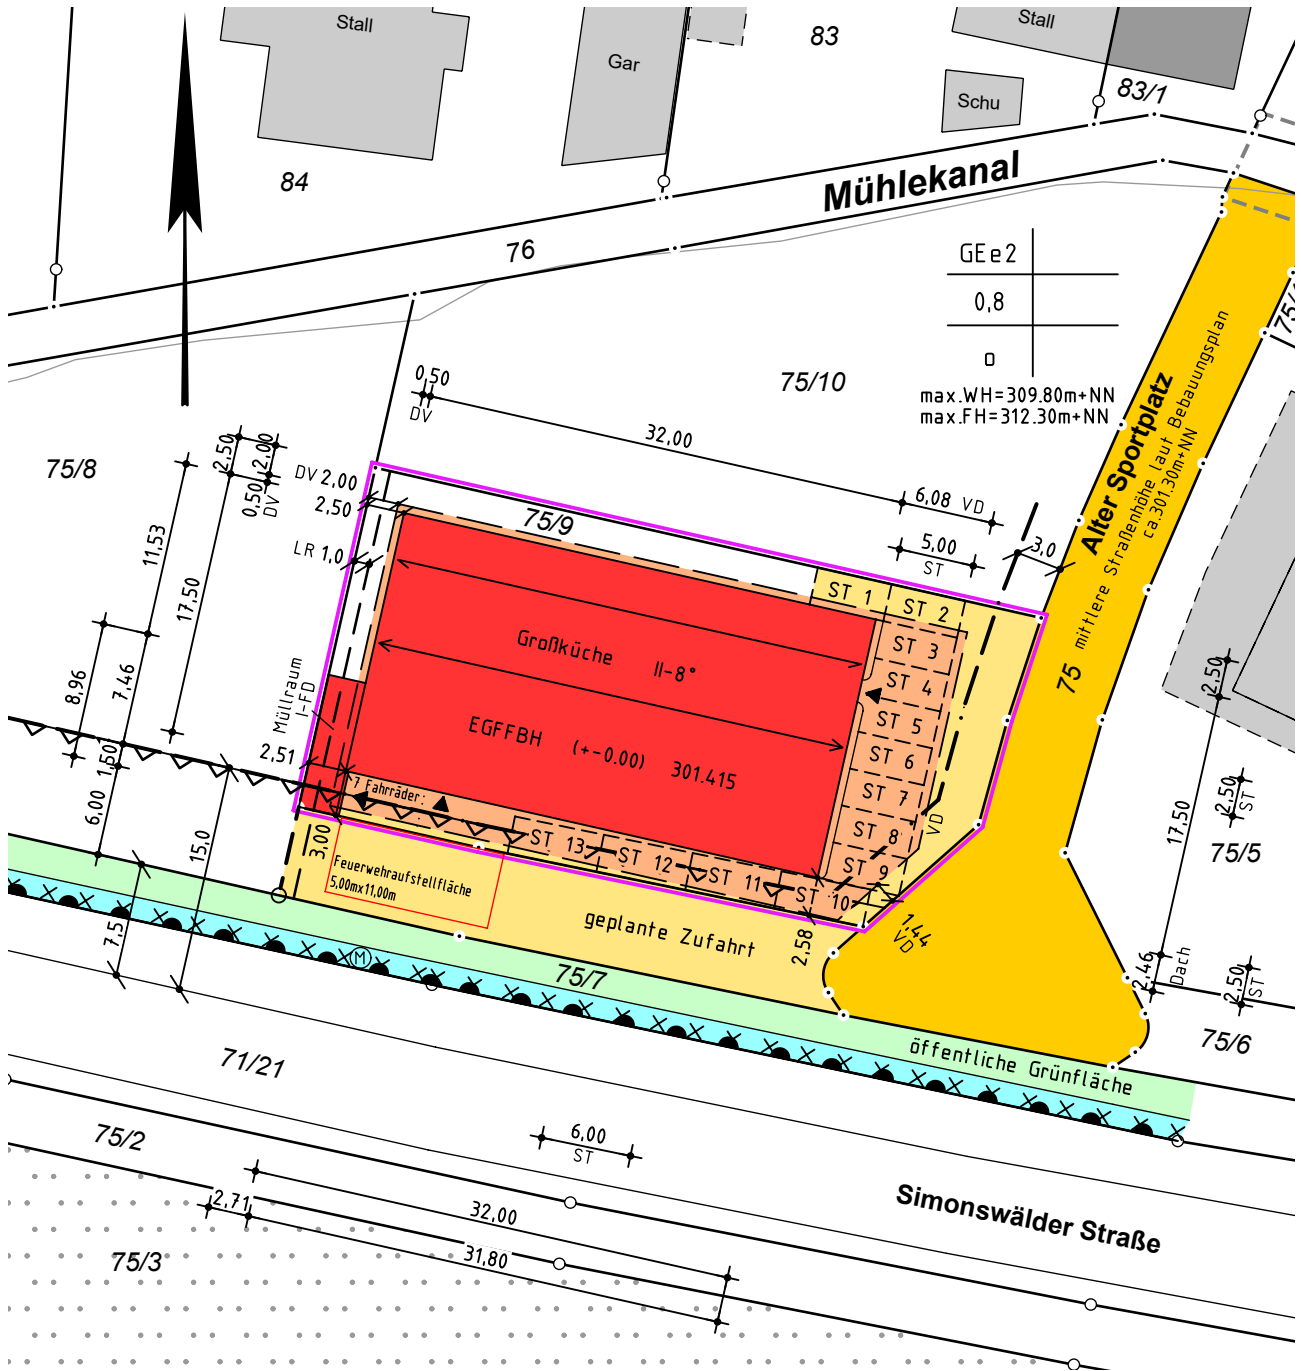 Stall
Gar
83
Stall
Schu
83/1
84
Mühlekanal
76
GEe2
0,8
o
max.WH=309.80m+NN
max.FH=312.30m+NN
75/10
75/8
0,50
DV
32,00
6,08 VD
5,00
ST
3.0
Alter Sportplatz
mittlere Straßenhöhe laut Bebauungsplan
ca.301.30m+NN
75
2,50
2,00
0,50
DV
11,53
17,50
DV 2.00
2,50
LR 1,0
75/9
ST 1
ST 2
ST 3
ST 4
ST 5
ST 6
ST 7
ST 8
ST 9
ST 10
ST 11
ST 12
ST 13
Großküche II-8°
EGFFBH (+-0.00) 301.415
Müllraum
I-FD
2,51
8,96
7,46
1,50
6,00
15,0
7,5
3,00
7 Fahrräder:
Feuerwehraufstellfläche
5,00mx11,00m
geplante Zufahrt
2,58
1,44
VD
VD
2,50
17,50
2,50
ST
75/5
2,46
Dach
2,50
ST
75/6
M
75/7
öffentliche Grünfläche
71/21
75/2
6,00
ST
2,71
32,00
31,80
75/3
Simonswälder Straße